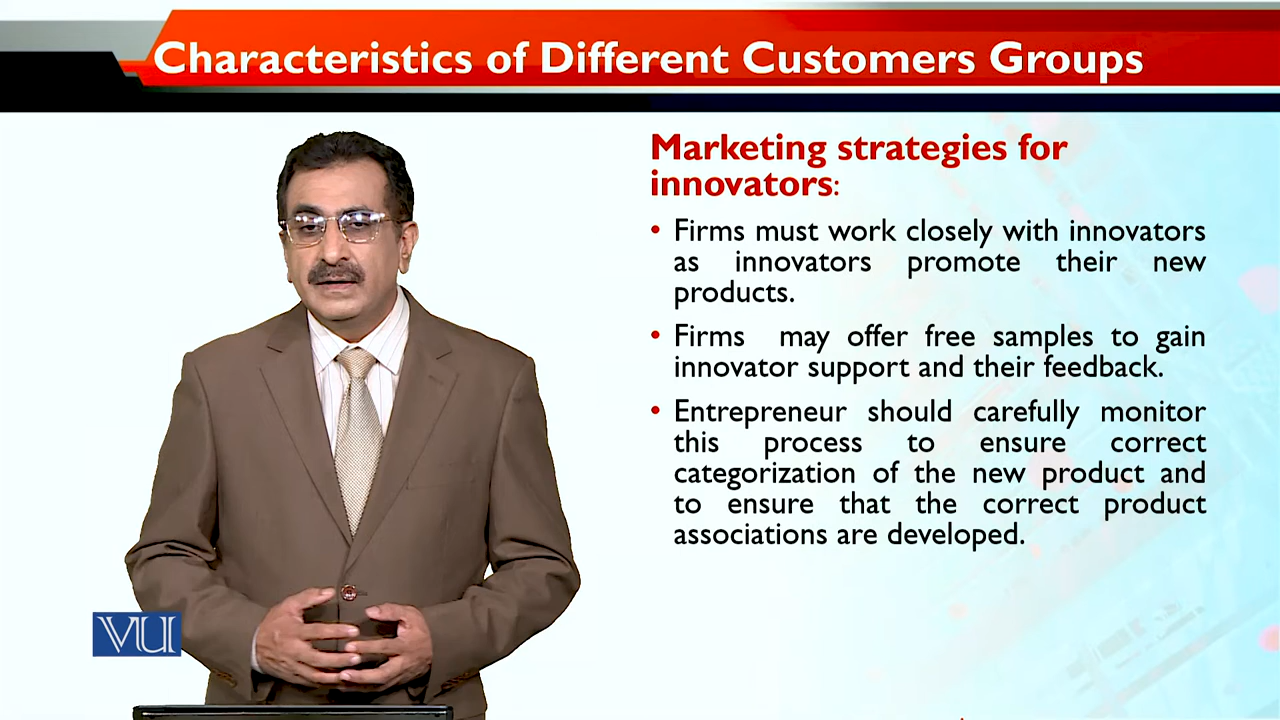 Characteristics of Different Customers Groups
Marketing strategies for
innovators:
• Firms must work closely with innovators
as innovators promote their new
products.
• Firms may offer free samples to gain
innovator support and their feedback.
• Entrepreneur should carefully monitor
this process to ensure correct
categorization of the new product and
to ensure that the correct product
associations are developed.
VU